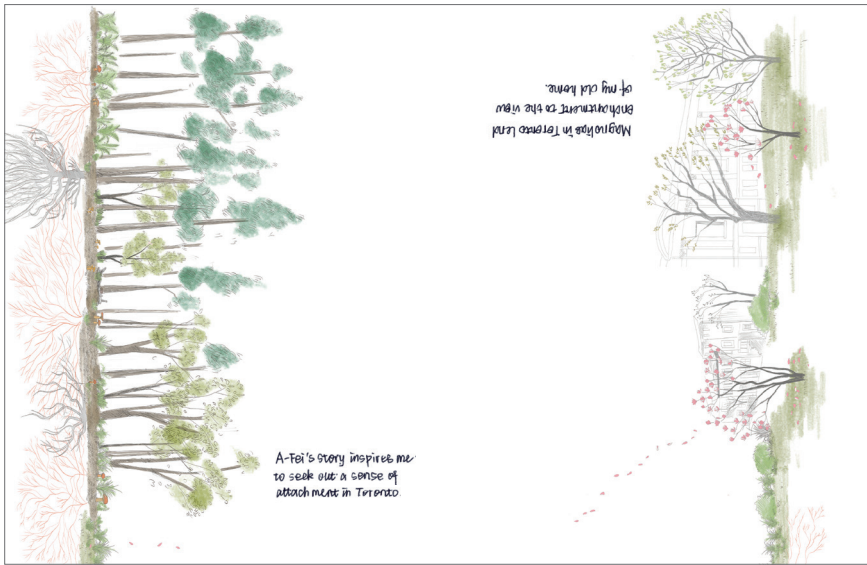 Magnolias in Toronto lend
enchantment to the view
of my old home.
A-Fei's story inspires me
to seek out a sense of
attachment in Toronto.